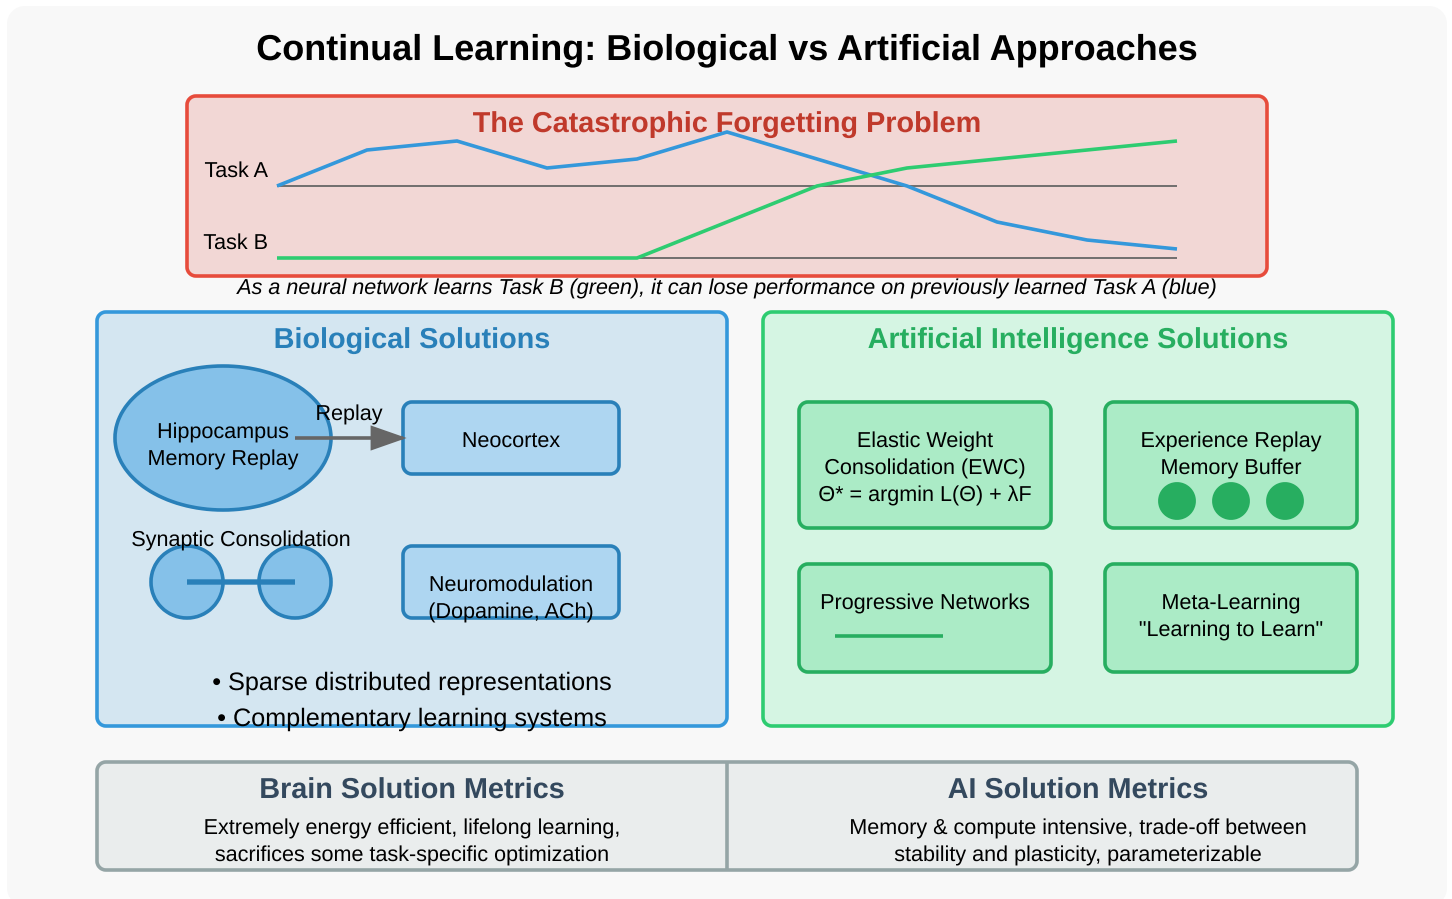 Continual Learning: Biological vs Artificial Approaches
The Catastrophic Forgetting Problem
Task A
Task B
As a neural network learns Task B (green), it can lose performance on previously learned Task A (blue)
Biological Solutions
Hippocampus
Memory Replay
Replay
Neocortex
Synaptic Consolidation
Neuromodulation
(Dopamine, ACh)
• Sparse distributed representations
• Complementary learning systems
Artificial Intelligence Solutions
Elastic Weight
Consolidation (EWC)
Θ* = argmin L(Θ) + λF
Experience Replay
Memory Buffer
Progressive Networks
Meta-Learning
"Learning to Learn"
Brain Solution Metrics
Extremely energy efficient, lifelong learning,
sacrifices some task-specific optimization
AI Solution Metrics
Memory & compute intensive, trade-off between
stability and plasticity, parameterizable